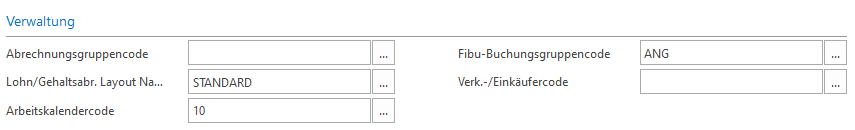 Verwaltung
Abrechnungsgruppencode ...
Fibu-Buchungsgruppencode ANG ...
Lohn/Gehaltsabr. Layout Na... STANDARD ...
Verk.-/Einkäufercode ...
Arbeitskalendercode 10 ...